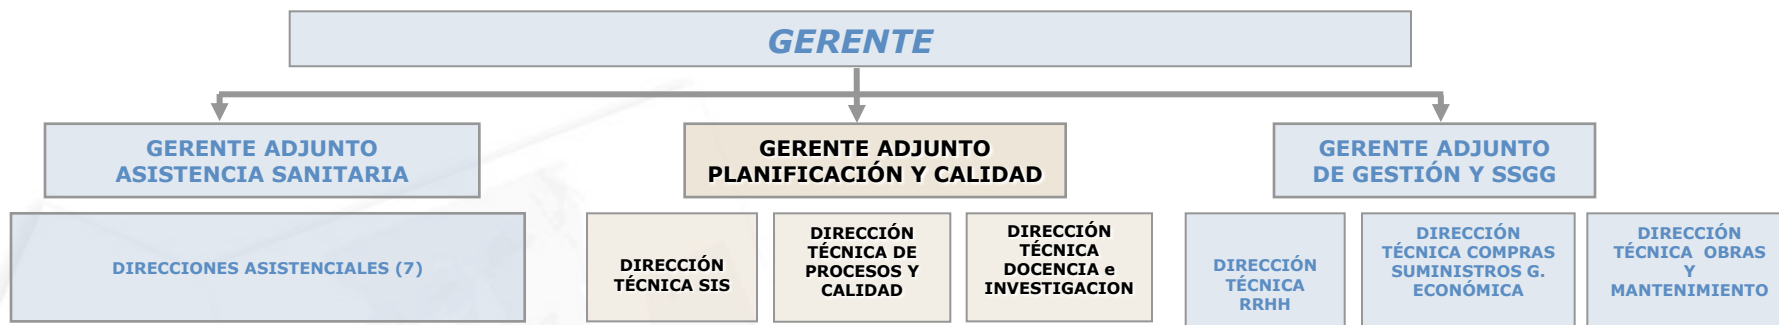 GERENTE
GERENTE ADJUNTO
ASISTENCIA SANITARIA
GERENTE ADJUNTO
PLANIFICACIÓN Y CALIDAD
GERENTE ADJUNTO
DE GESTIÓN Y SSGG
DIRECCIONES ASISTENCIALES (7)
DIRECCIÓN
TÉCNICA SIS
DIRECCIÓN
TÉCNICA DE
PROCESOS Y
CALIDAD
DIRECCIÓN
TÉCNICA
DOCENCIA e
INVESTIGACION
DIRECCIÓN
TÉCNICA
RRHH
DIRECCIÓN
TÉCNICA COMPRAS
SUMINISTROS G.
ECONÓMICA
DIRECCIÓN
TÉCNICA OBRAS
Y
MANTENIMIENTO